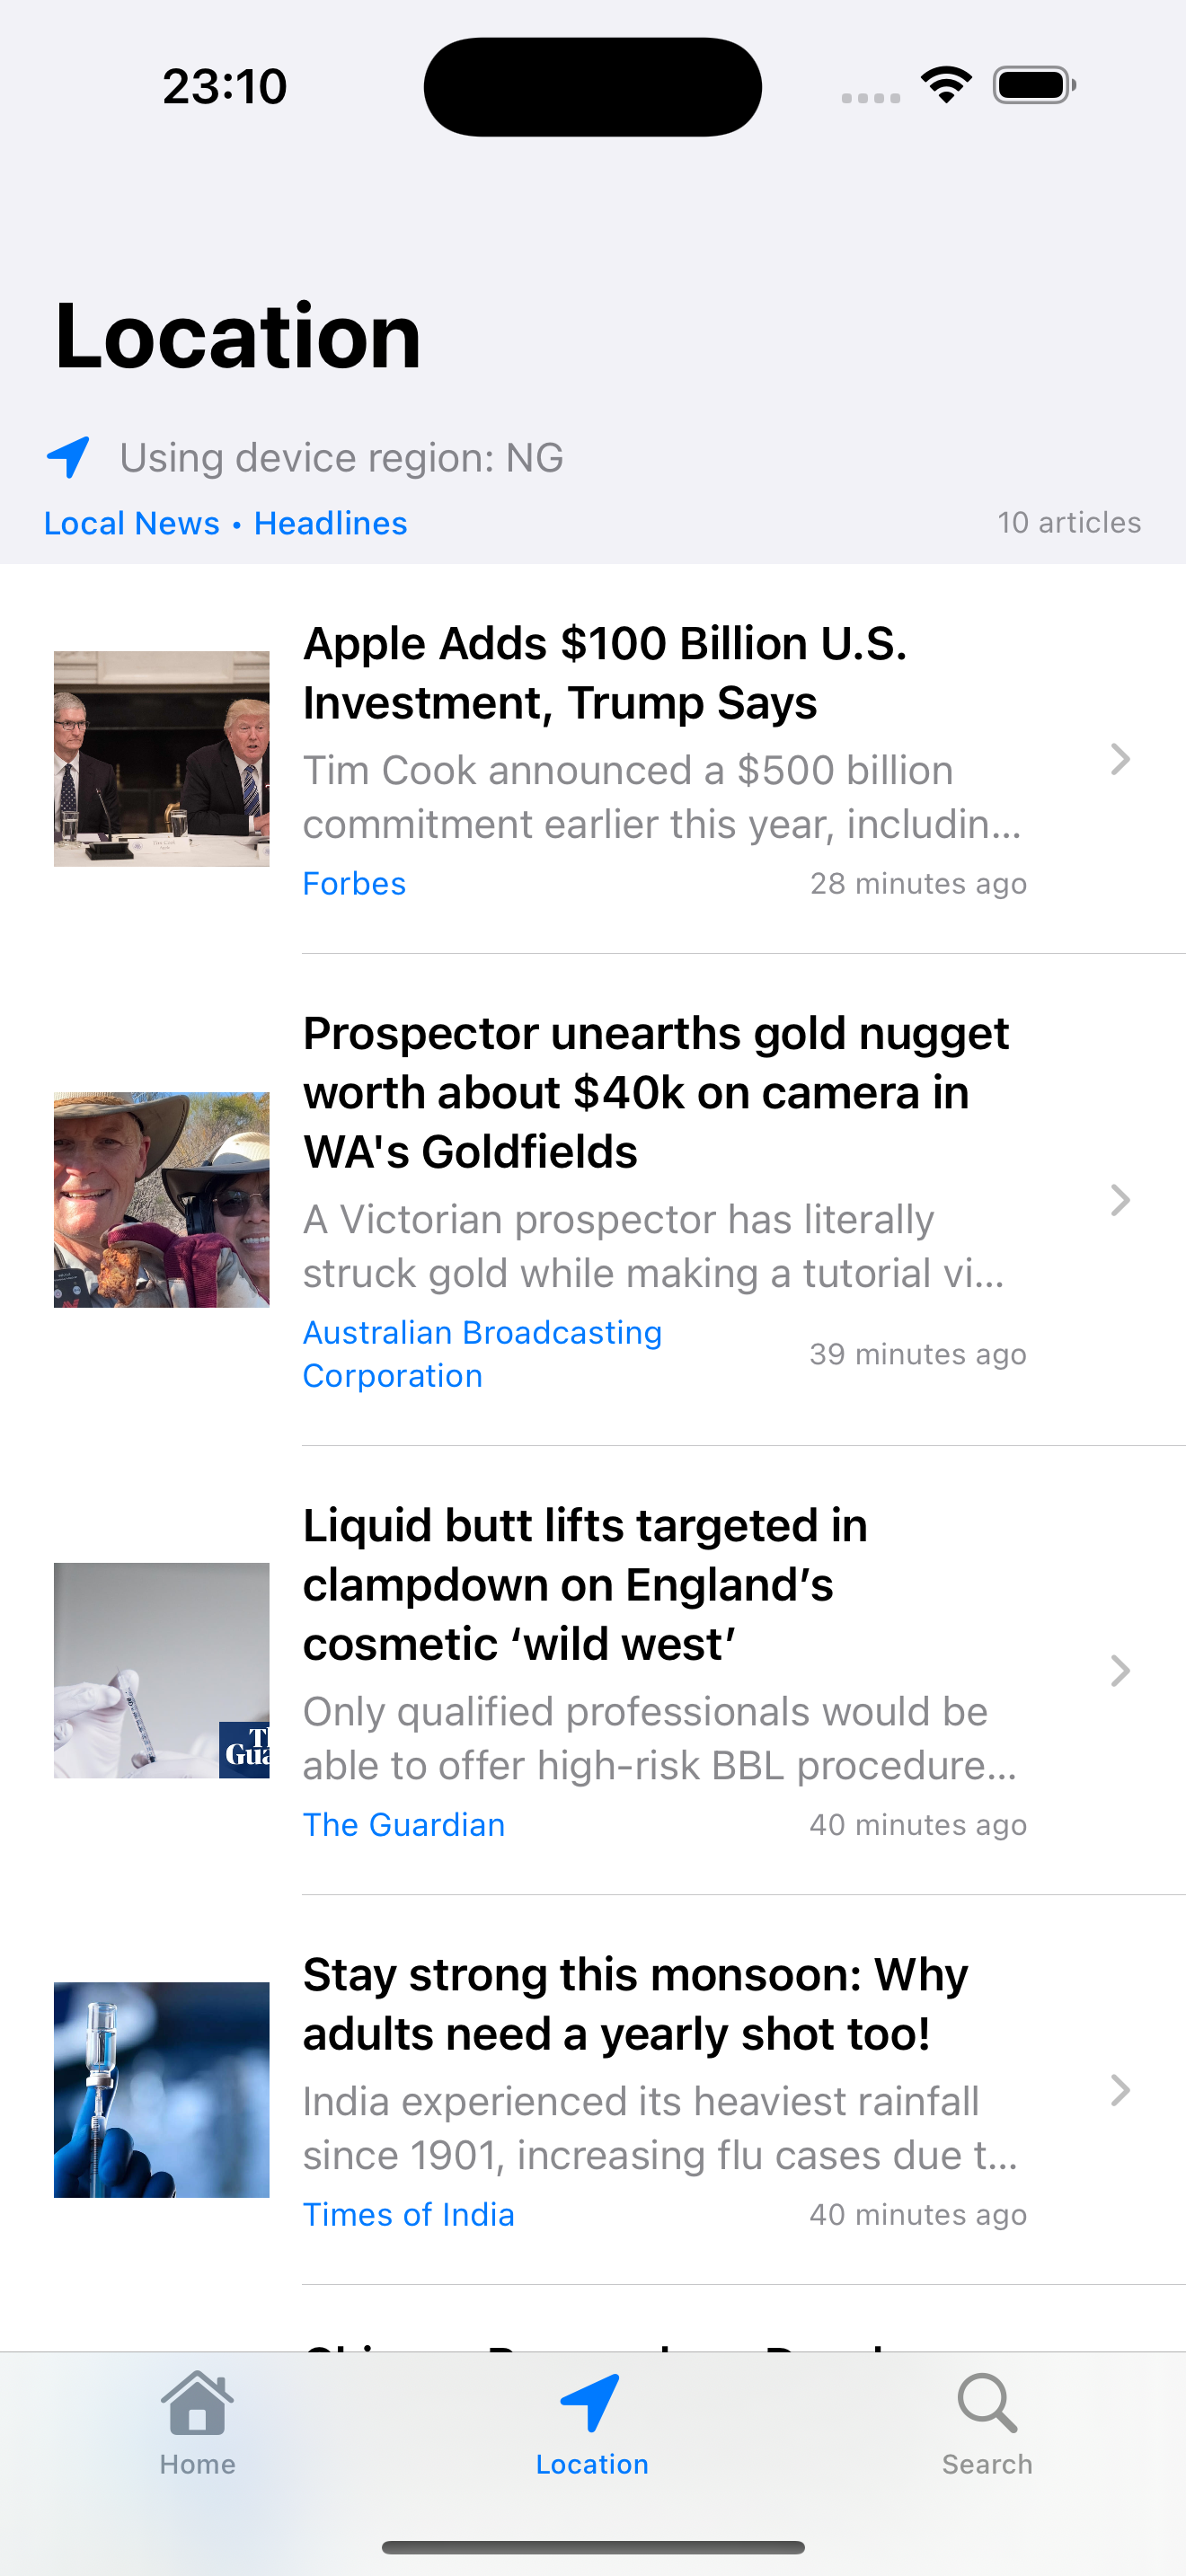 23:10
Location
Using device region: NG
Local News • Headlines
10 articles
Apple Adds $100 Billion U.S.
Investment, Trump Says
Tim Cook announced a $500 billion
commitment earlier this year, includin...
Forbes
28 minutes ago
Prospector unearths gold nugget
worth about $40k on camera in
WA's Goldfields
A Victorian prospector has literally
struck gold while making a tutorial vi...
Australian Broadcasting
Corporation
39 minutes ago
Liquid butt lifts targeted in
clampdown on England’s
cosmetic ‘wild west’
Only qualified professionals would be
able to offer high-risk BBL procedure...
The Guardian
40 minutes ago
Stay strong this monsoon: Why
adults need a yearly shot too!
India experienced its heaviest rainfall
since 1901, increasing flu cases due t...
Times of India
40 minutes ago
Home
Location
Search